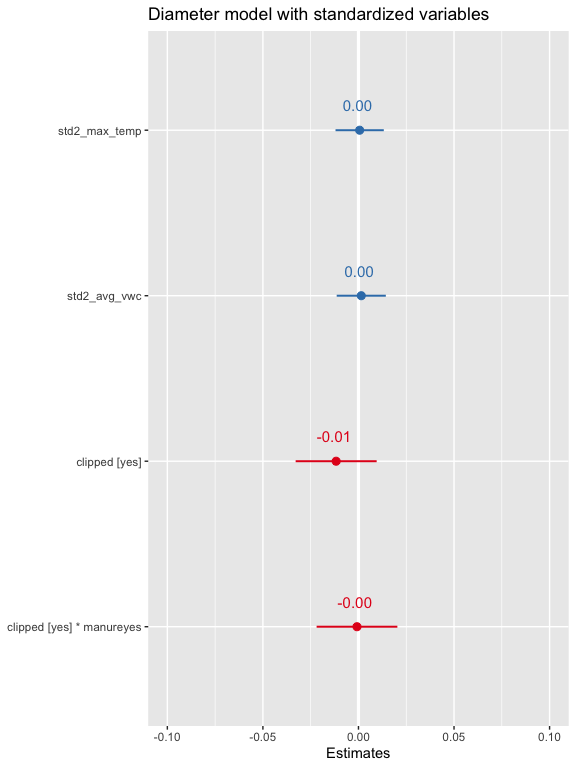 Diameter model with standardized variables
0.00
std2_max_temp
0.00
std2_avg_vwc
-0.01
clipped [yes]
-0.00
clipped [yes] * manureyes
-0.10 -0.05 0.00 0.05 0.10
Estimates